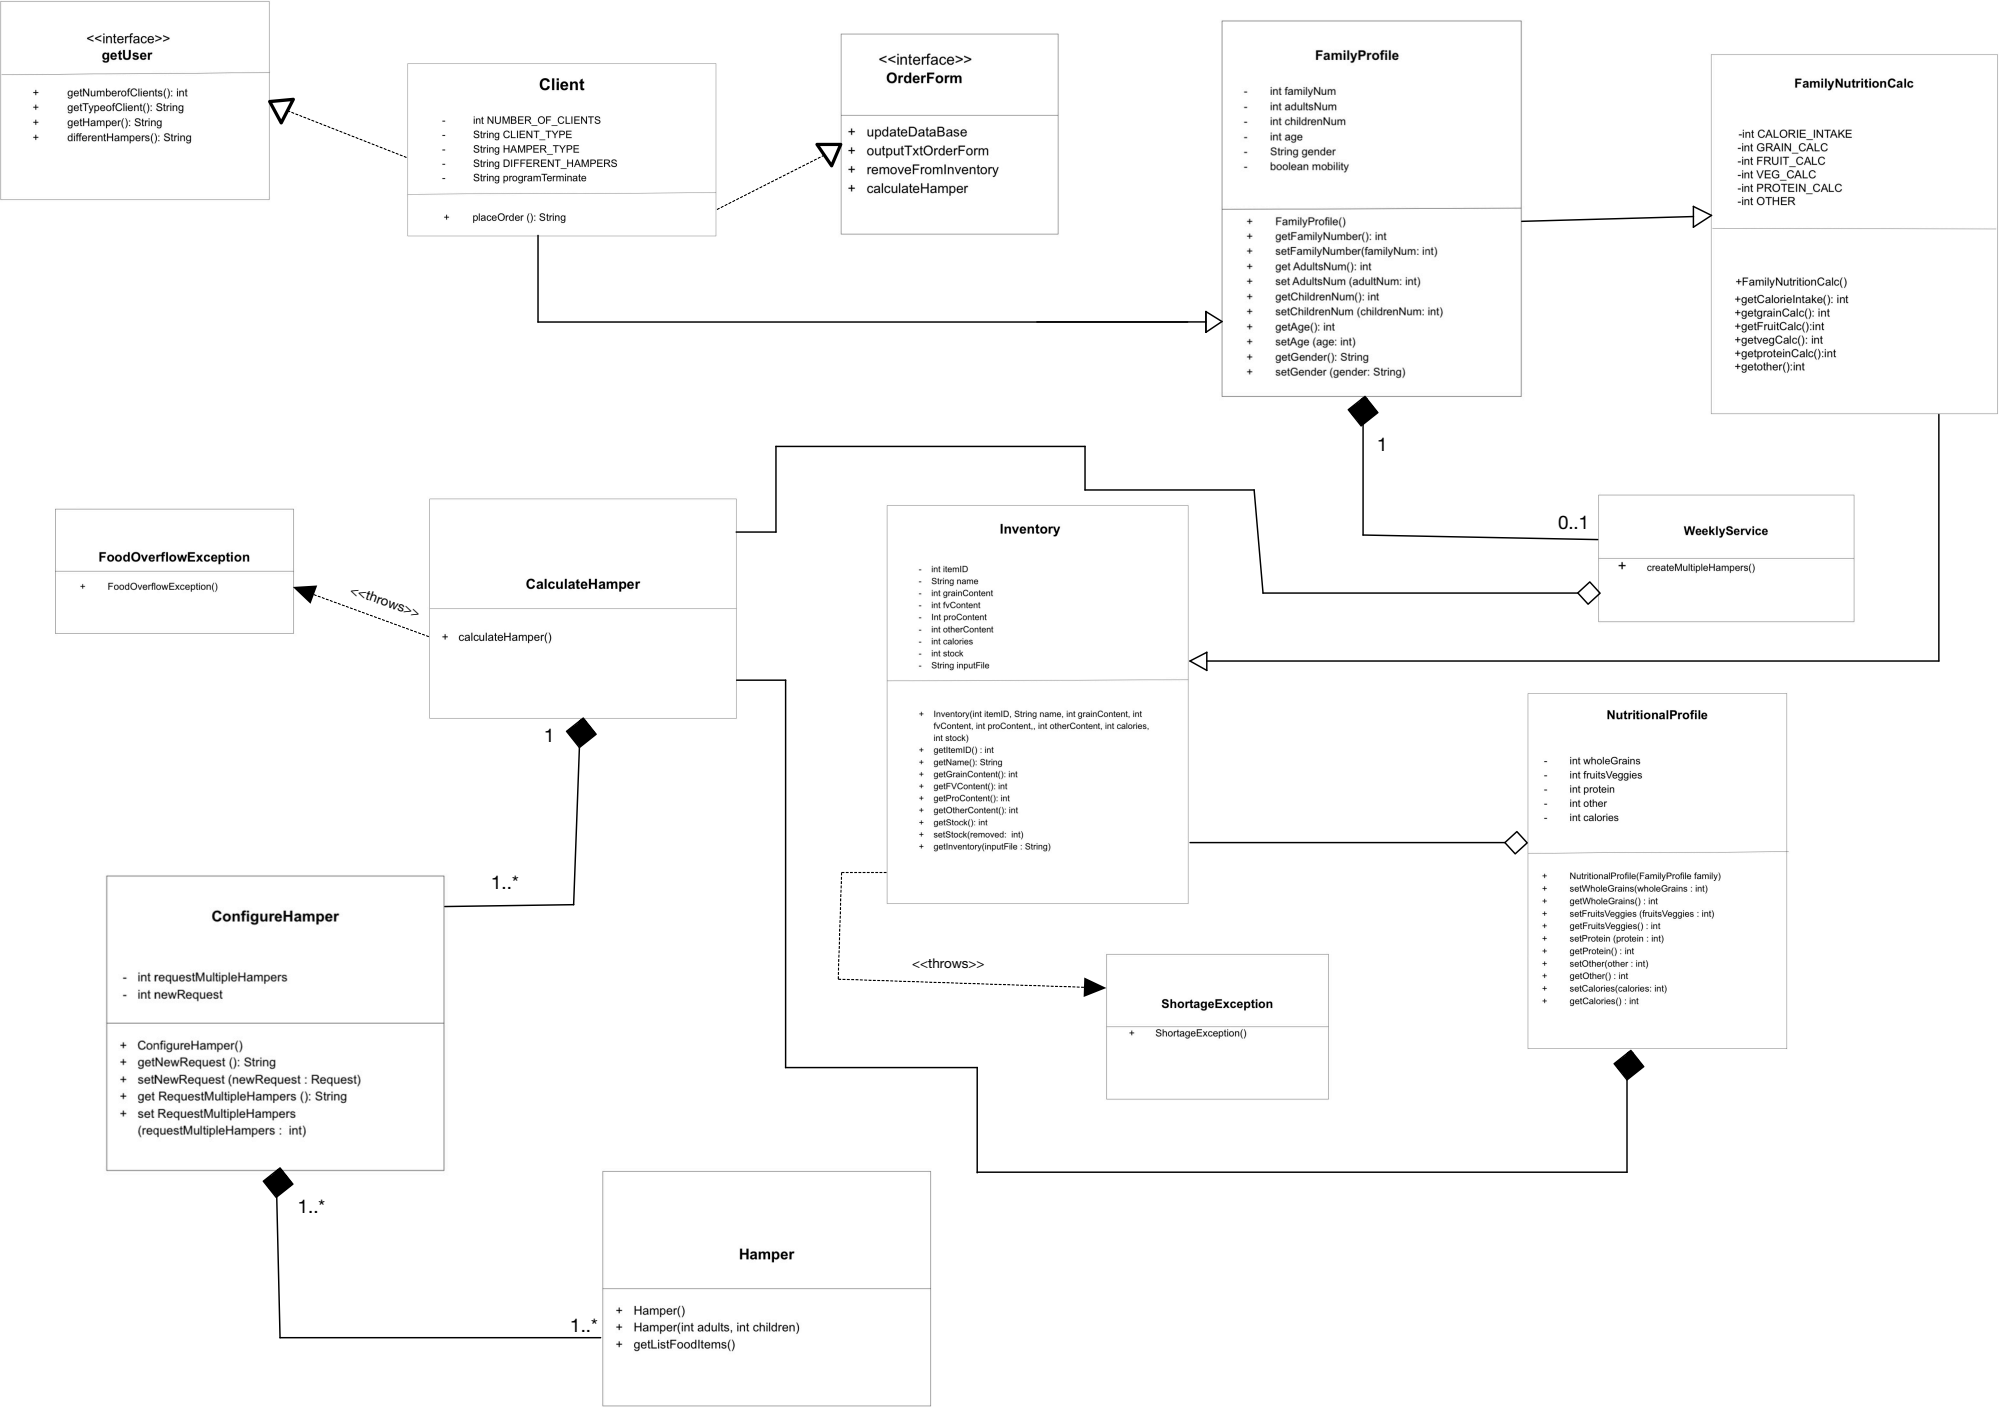 <<interface>>
getUser
+ getNumberofClients(): int
+ getTypeofClient(): String
+ getHamper(): String
+ differentHampers(): String
Client
- int NUMBER_OF_CLIENTS
- String CLIENT_TYPE
- String HAMPER_TYPE
- String DIFFERENT_HAMPERS
- String programTerminate
+ placeOrder (): String
<<interface>>
OrderForm
+ updateDataBase
+ outputTxtOrderForm
+ removeFromInventory
+ calculateHamper
FamilyProfile
- int familyNum
- int adultsNum
- int childrenNum
- int age
- String gender
- boolean mobility
+ FamilyProfile()
+ getFamilyNumber(): int
+ setFamilyNumber(familyNum: int)
+ get AdultsNum(): int
+ set AdultsNum (adultNum: int)
+ getChildrenNum(): int
+ setChildrenNum (childrenNum: int)
+ getAge(): int
+ setAge (age: int)
+ getGender(): String
+ setGender (gender: String)
FamilyNutritionCalc
-int CALORIE_INTAKE
-int GRAIN_CALC
-int FRUIT_CALC
-int VEG_CALC
-int PROTEIN_CALC
-int OTHER
+FamilyNutritionCalc()
+getCalorieIntake(): int
+getgrainCalc(): int
+getFruitCalc():int
+getvegCalc(): int
+getproteinCalc():int
+getother():int
1
0..1
WeeklyService
+ createMultipleHampers()
FoodOverflowException
+ FoodOverflowException()
<<throws>>
CalculateHamper
+ calculateHamper()
1
1..*
Inventory
- int itemID
- String name
- int grainContent
- int fvContent
- Int proContent
- int otherContent
- int calories
- int stock
- String inputFile
+ Inventory(int itemID, String name, int grainContent, int
fvContent, int proContent,, int otherContent, int calories,
int stock)
+ getItemID() : int
+ getName(): String
+ getGrainContent(): int
+ getFVContent(): int
+ getProContent(): int
+ getOtherContent(): int
+ getStock(): int
+ setStock(removed: int)
+ getInventory(inputFile : String)
<<throws>>
ShortageException
+ ShortageException()
NutritionalProfile
- int wholeGrains
- int fruitsVeggies
- int protein
- int other
- int calories
+ NutritionalProfile(FamilyProfile family)
+ setWholeGrains(wholeGrains : int)
+ getWholeGrains() : int
+ setFruitsVeggies (fruitsVeggies : int)
+ getFruitsVeggies() : int
+ setProtein (protein : int)
+ getProtein() : int
+ setOther(other : int)
+ getOther() : int
+ setCalories(calories: int)
+ getCalories() : int
ConfigureHamper
- int requestMultipleHampers
- int newRequest
+ ConfigureHamper()
+ getNewRequest (): String
+ setNewRequest (newRequest : Request)
+ get RequestMultipleHampers (): String
+ set RequestMultipleHampers
(requestMultipleHampers : int)
1..*
1..*
Hamper
+ Hamper()
+ Hamper(int adults, int children)
+ getListFoodItems()